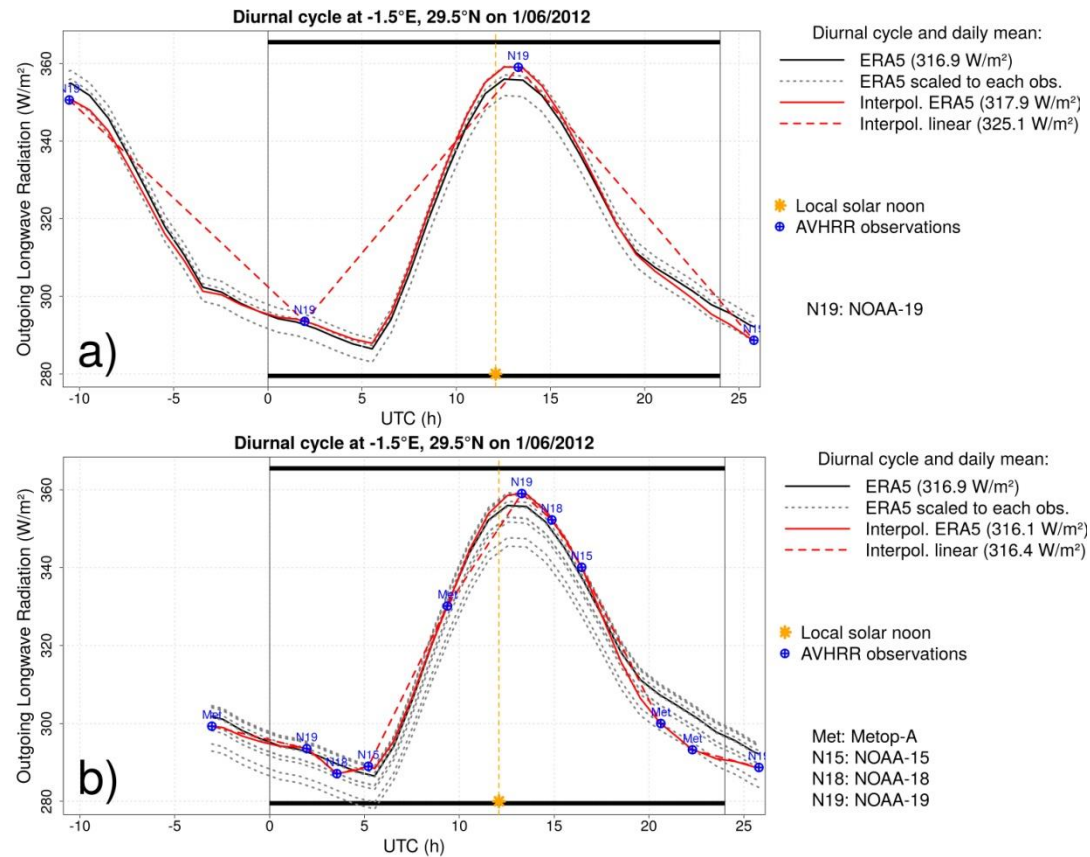 Diurnal cycle at -1.5°E, 29.5°N on 1/06/2012
Outgoing Longwave Radiation (W/m²)
360
340
320
300
280
N19
N19
N19
N19
a)
-10 -5 0 5 10 15 20 25
UTC (h)
Diurnal cycle and daily mean:
ERA5 (316.9 W/m²)
ERA5 scaled to each obs.
Interpol. ERA5 (317.9 W/m²)
Interpol. linear (325.1 W/m²)
Local solar noon
AVHRR observations
N19: NOAA-19
Diurnal cycle at -1.5°E, 29.5°N on 1/06/2012
Outgoing Longwave Radiation (W/m²)
360
340
320
300
280
Met
N19
N18
N15
Met
N19
N18
N15
Met
Met
N19
b)
-10 -5 0 5 10 15 20 25
UTC (h)
Diurnal cycle and daily mean:
ERA5 (316.9 W/m²)
ERA5 scaled to each obs.
Interpol. ERA5 (316.1 W/m²)
Interpol. linear (316.4 W/m²)
Local solar noon
AVHRR observations
Met: Metop-A
N15: NOAA-15
N18: NOAA-18
N19: NOAA-19